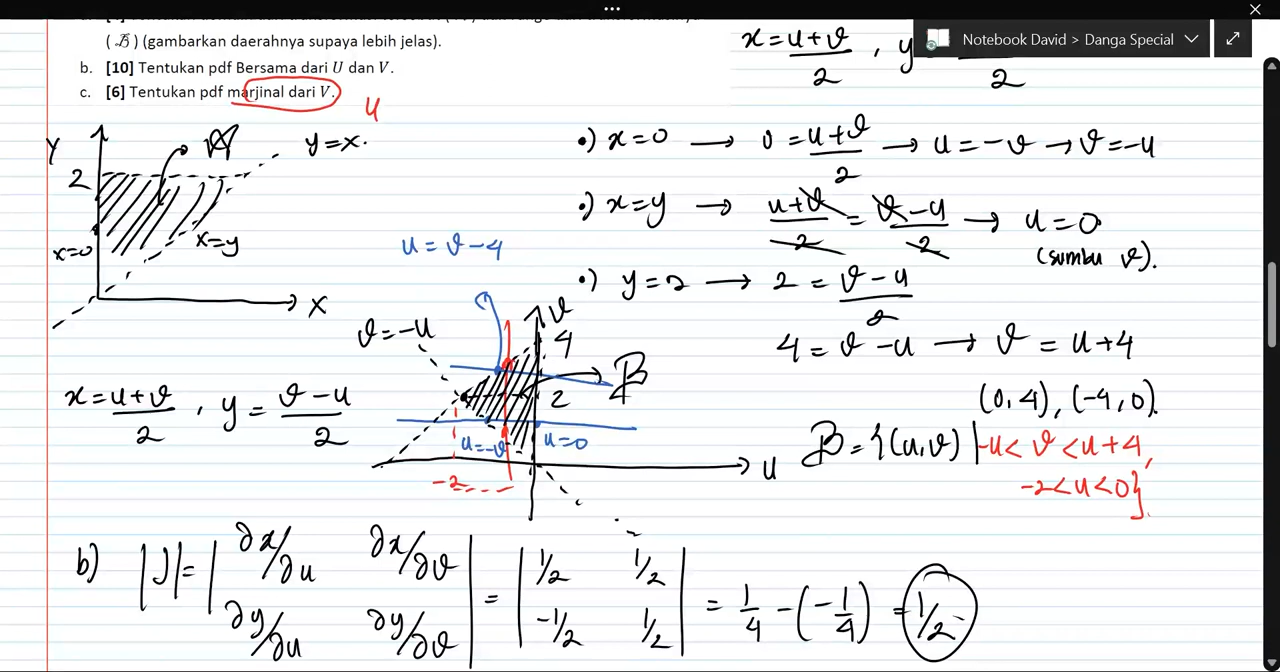 ( ℬ ) (gambarkan daerahnya supaya lebih jelas).
b. [10] Tentukan pdf Bersama dari U dan V.
c. [6] Tentukan pdf marjinal dari V.
U
Notebook David > Danga Special
x = u+v/2 , y
2
Y
2
A
y=x.
x=0
x=y
X
•) x=0 → 0 = u+v/2 → u = -v → v = -u
•) x=y → u+v/2 = v-u/2 → u = 0
(sumbu v).
•) y=2 → 2 = v-u/2
4 = v - u → v = u+4
(0,4), (-4,0).
B = {(u,v) | -u < v < u+4,
-2 < u < 0}.
u = v-4
v = -u
v
4
B
2
u=-v
u=0
u
-2
x = u+v/2 , y = v-u/2
b) |J| = | ∂x/∂u ∂x/∂v | = | 1/2 1/2 | = 1/4 - (-1/4) = 1/2
∂y/∂u ∂y/∂v -1/2 1/2